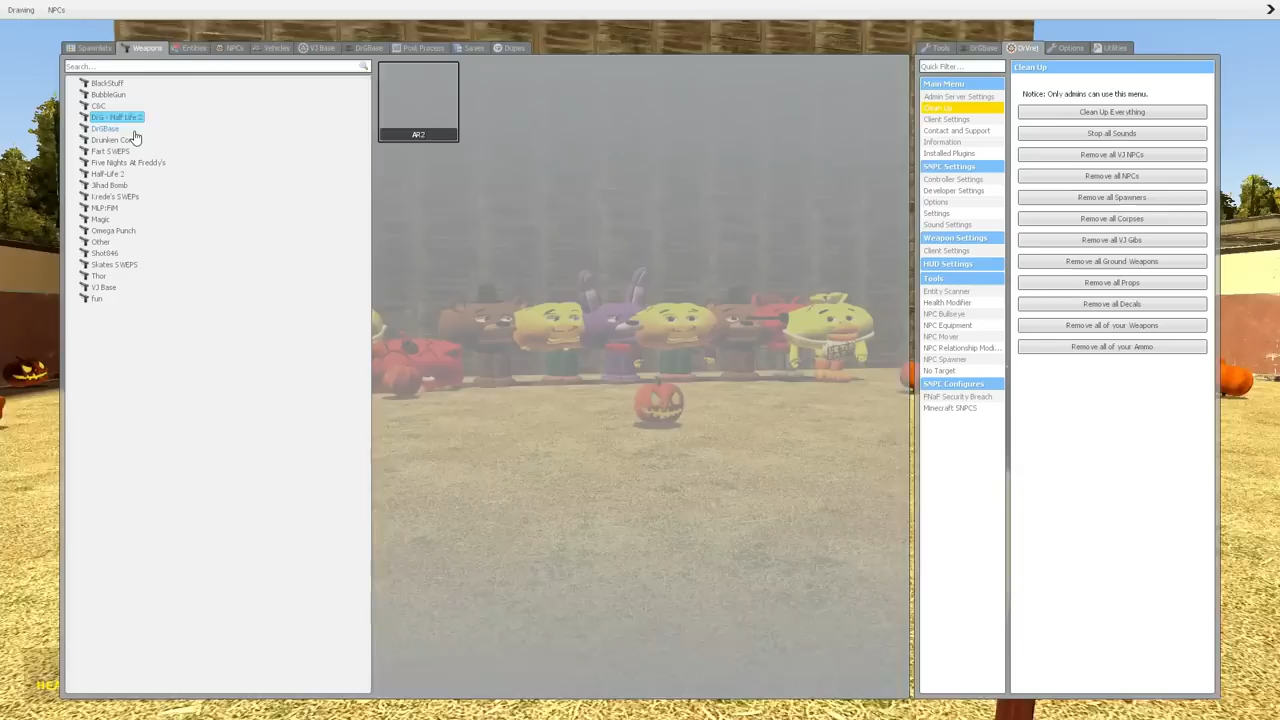 Drawing NPCs
Spawnlists Weapons Entities NPCs Vehicles VJ Base DrGBase Post Process Saves Dupes
Tools DrGBase DrVrej Options Utilities
Search...
BlackStuff
BubbleGun
C&C
DrG - Half Life 2
DrGBase
Drunken Co
Fart SWEPS
Five Nights At Freddy's
Half-Life 2
Jihad Bomb
Krede's SWEPs
MLP:FiM
Magic
Omega Punch
Other
Shot846
Skates SWEPS
Thor
VJ Base
fun
AR2
Quick Filter...
Main Menu
Admin Server Settings
Clean Up
Client Settings
Contact and Support
Information
Installed Plugins
SNPC Settings
Controller Settings
Developer Settings
Options
Settings
Sound Settings
Weapon Settings
Client Settings
HUD Settings
Tools
Entity Scanner
Health Modifier
NPC Bullseye
NPC Equipment
NPC Mover
NPC Relationship Modi...
NPC Spawner
No Target
SNPC Configures
FNaF Security Breach
Minecraft SNPCS
Clean Up
Notice: Only admins can use this menu.
Clean Up Everything
Stop all Sounds
Remove all VJ NPCs
Remove all NPCs
Remove all Spawners
Remove all Corpses
Remove all VJ Gibs
Remove all Ground Weapons
Remove all Props
Remove all Decals
Remove all of your Weapons
Remove all of your Ammo
HEA